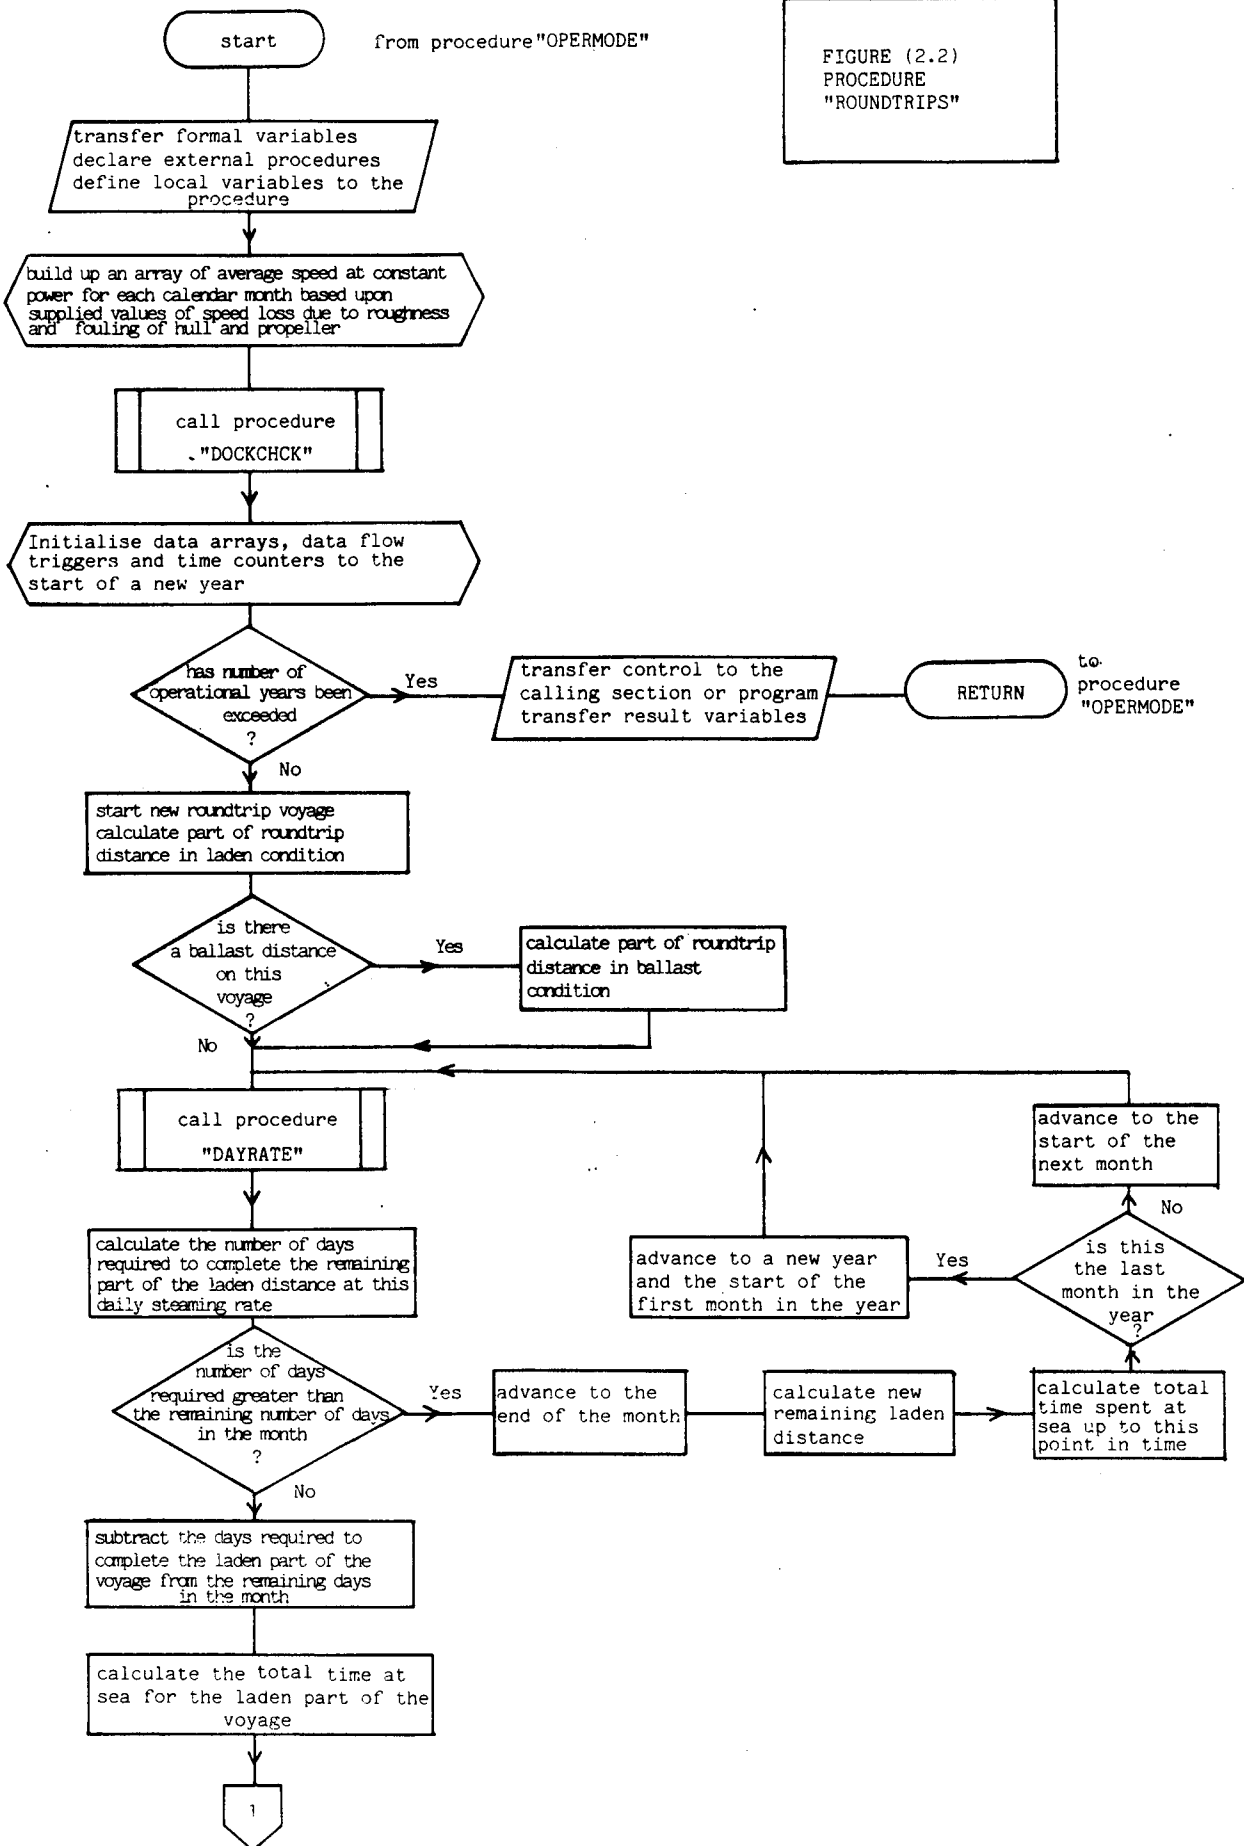 start
from procedure "OPERMODE"
FIGURE (2.2)
PROCEDURE
"ROUNDTRIPS"
transfer formal variables
declare external procedures
define local variables to the
procedure
build up an array of average speed at constant
power for each calendar month based upon
supplied values of speed loss due to roughness
and fouling of hull and propeller
call procedure
"DOCKCHCK"
Initialise data arrays, data flow
triggers and time counters to the
start of a new year
has number of
operational years been
exceeded
?
Yes
transfer control to the
calling section or program
transfer result variables
RETURN
to
procedure
"OPERMODE"
No
start new roundtrip voyage
calculate part of roundtrip
distance in laden condition
is there
a ballast distance
on this
voyage
?
Yes
calculate part of roundtrip
distance in ballast
condition
No
call procedure
"DAYRATE"
advance to the
start of the
next month
No
calculate the number of days
required to complete the remaining
part of the laden distance at this
daily steaming rate
advance to a new year
and the start of the
first month in the year
Yes
is this
the last
month in the
year
?
is the
number of days
required greater than
the remaining number of days
in the month
?
Yes
advance to the
end of the month
calculate new
remaining laden
distance
calculate total
time spent at
sea up to this
point in time
No
subtract the days required to
complete the laden part of the
voyage from the remaining days
in the month
calculate the total time at
sea for the laden part of the
voyage
1